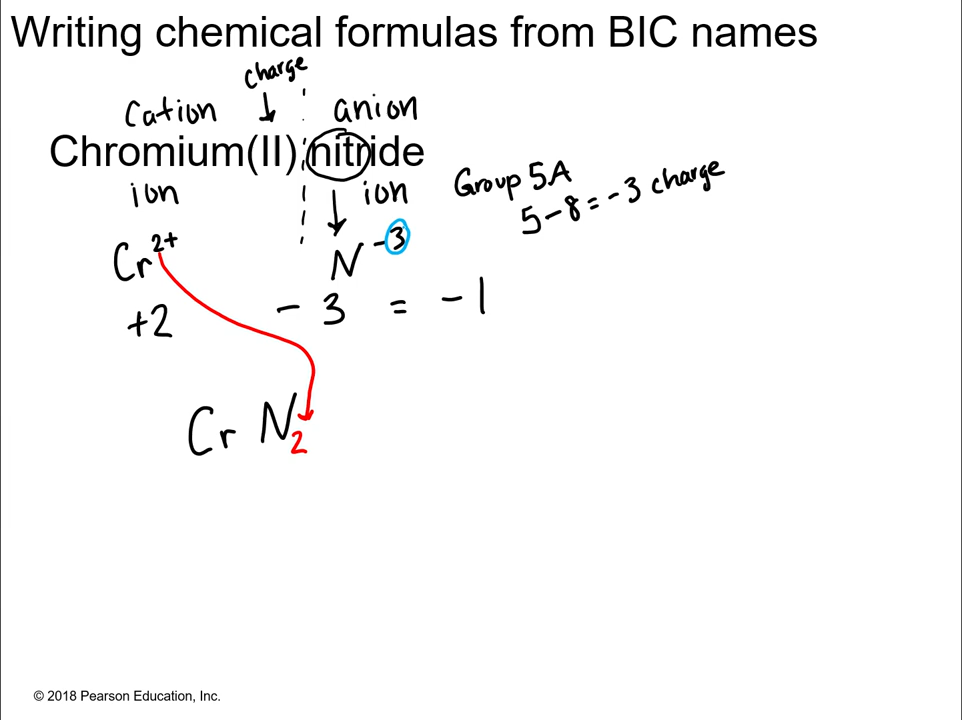 Writing chemical formulas from BIC names
charge
cation anion
Chromium(II) nitride
ion ion
Group 5A
5-8 = -3 charge
Cr2+ N-3
+2 - 3 = -1
Cr N2
© 2018 Pearson Education, Inc.